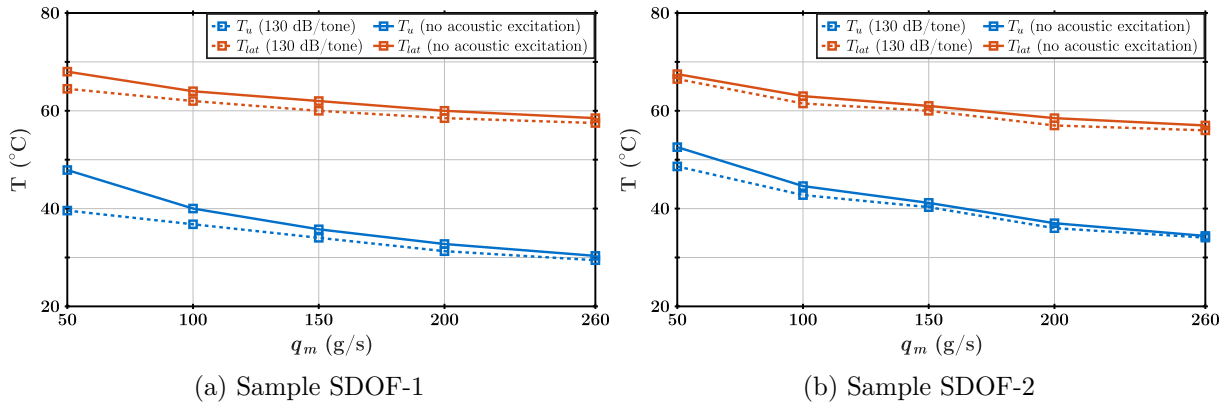 80
60
40
20
T (°C)
T_u (130 dB/tone)
T_u (no acoustic excitation)
T_lat (130 dB/tone)
T_lat (no acoustic excitation)
50
100
150
200
260
q_m (g/s)
(a) Sample SDOF-1
80
60
40
20
T (°C)
T_u (130 dB/tone)
T_u (no acoustic excitation)
T_lat (130 dB/tone)
T_lat (no acoustic excitation)
50
100
150
200
260
q_m (g/s)
(b) Sample SDOF-2